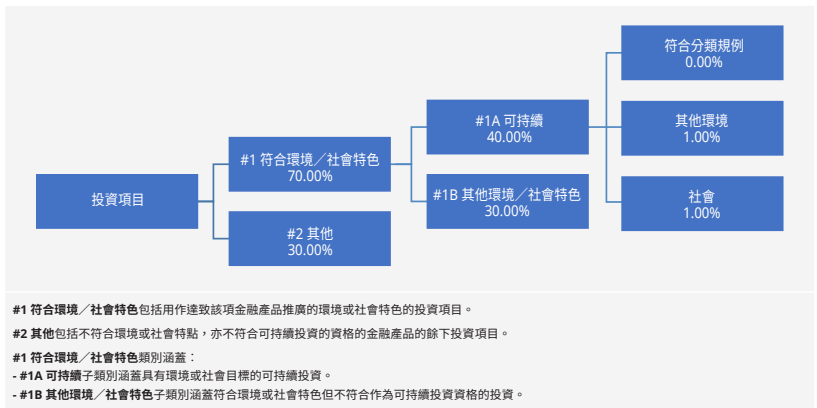 投資項目
#1 符合環境／社會特色
70.00%
#2 其他
30.00%
#1A 可持續
40.00%
#1B 其他環境／社會特色
30.00%
符合分類規例
0.00%
其他環境
1.00%
社會
1.00%
#1 符合環境／社會特色包括用作達致該項金融產品推廣的環境或社會特色的投資項目。
#2 其他包括不符合環境或社會特點，亦不符合可持續投資的資格的金融產品的餘下投資項目。
#1 符合環境／社會特色類別涵蓋：
- #1A 可持續子類別涵蓋具有環境或社會目標的可持續投資。
- #1B 其他環境／社會特色子類別涵蓋符合環境或社會特色但不符合作為可持續投資資格的投資。